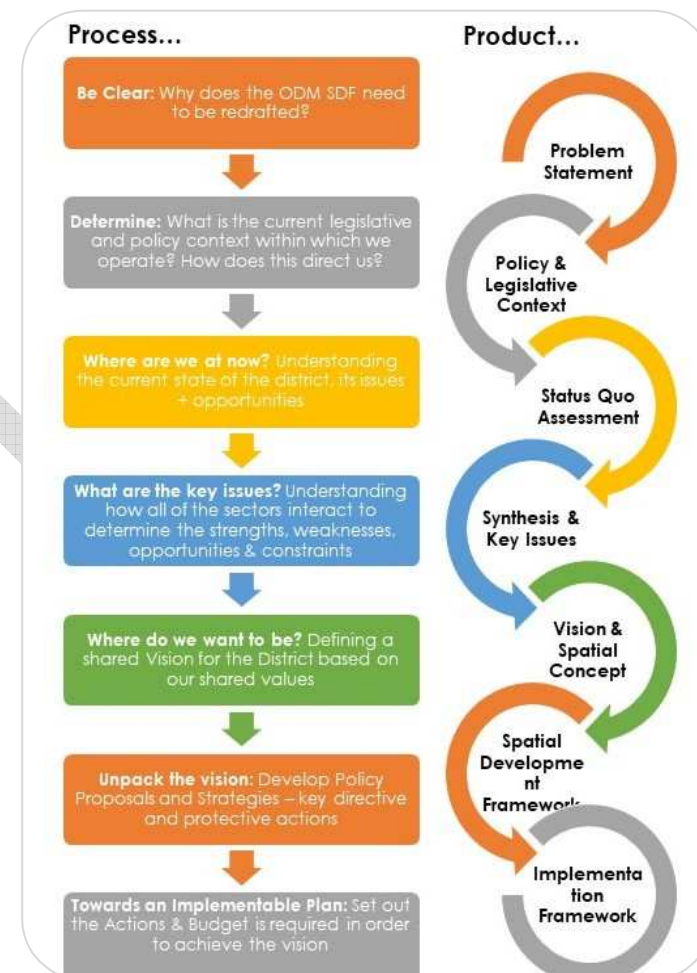 Process...
Be Clear: Why does the ODM SDF need
to be redrafted?
Determine: What is the current legislative
and policy context within which we
operate? How does this direct us?
Where are we at now? Understanding
the current state of the district, its issues
+ opportunities
What are the key issues? Understanding
how all of the sectors interact to
determine the strengths, weaknesses,
opportunities & constraints
Where do we want to be? Defining a
shared Vision for the District based on
our shared values
Unpack the vision: Develop Policy
Proposals and Strategies – key directive
and protective actions
Towards an Implementable Plan: Set out
the Actions & Budget is required in order
to achieve the vision
Product...
Problem
Statement
Policy &
Legislative
Context
Status Quo
Assessment
Synthesis &
Key Issues
Vision &
Spatial
Concept
Spatial
Developme
nt
Framework
Implementa
tion
Framework